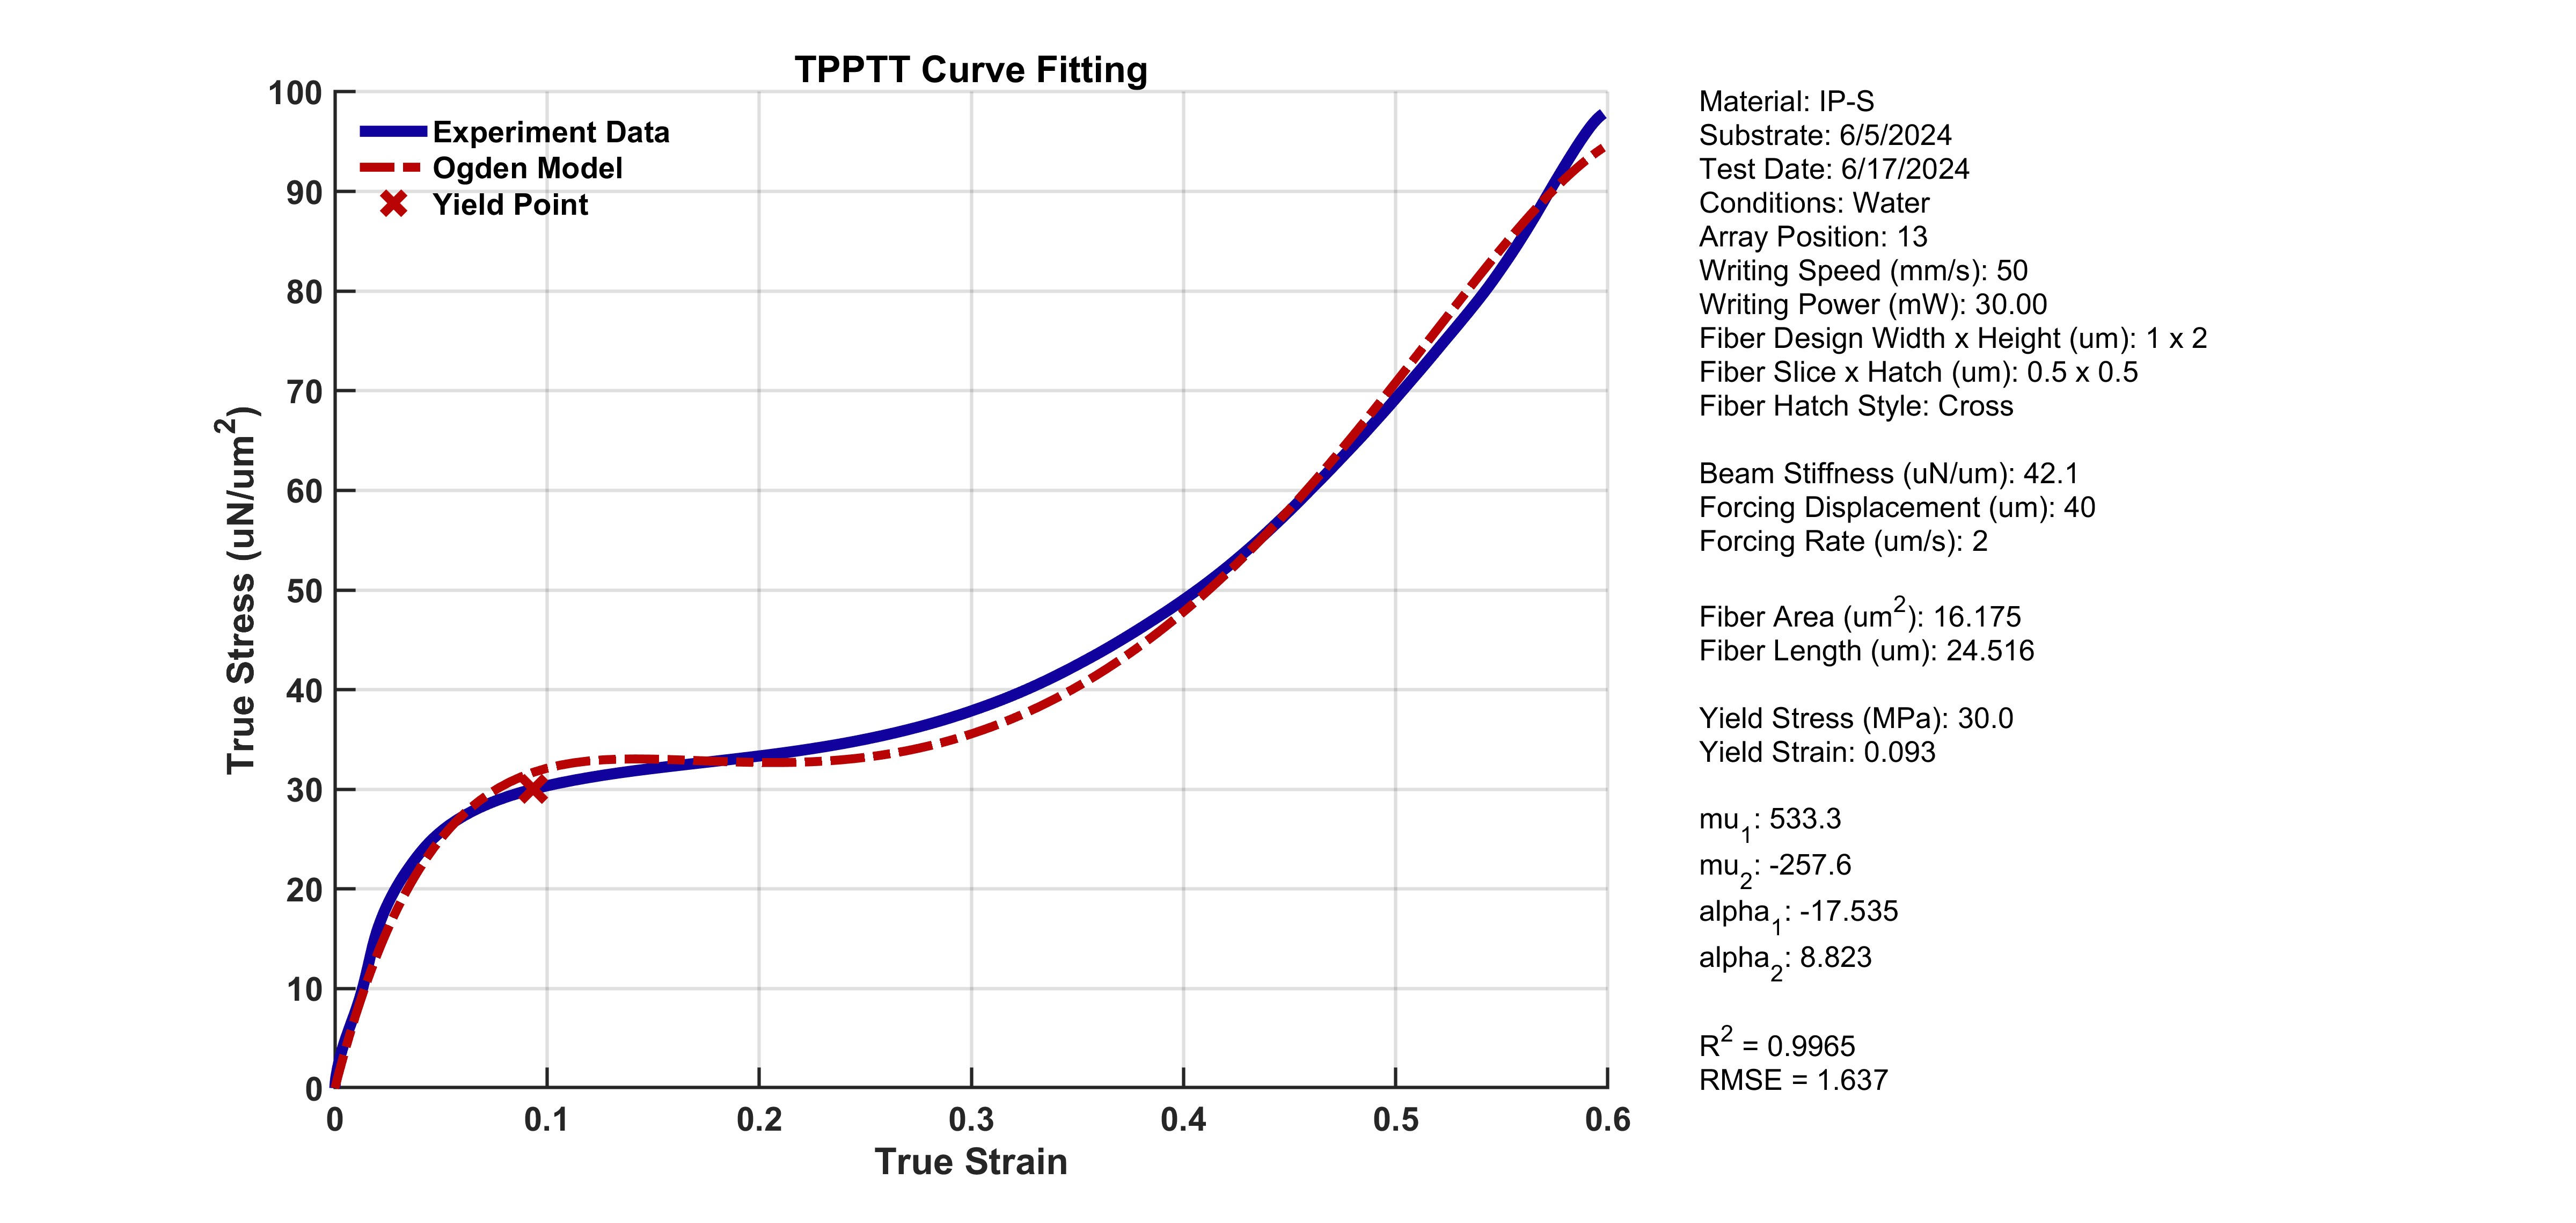 TPPTT Curve Fitting
100
90
80
70
60
50
40
30
20
10
0
True Stress (uN/um²)
Experiment Data
Ogden Model
Yield Point
0 0.1 0.2 0.3 0.4 0.5 0.6
True Strain
Material: IP-S
Substrate: 6/5/2024
Test Date: 6/17/2024
Conditions: Water
Array Position: 13
Writing Speed (mm/s): 50
Writing Power (mW): 30.00
Fiber Design Width x Height (um): 1 x 2
Fiber Slice x Hatch (um): 0.5 x 0.5
Fiber Hatch Style: Cross
Beam Stiffness (uN/um): 42.1
Forcing Displacement (um): 40
Forcing Rate (um/s): 2
Fiber Area (um²): 16.175
Fiber Length (um): 24.516
Yield Stress (MPa): 30.0
Yield Strain: 0.093
mu₁: 533.3
mu₂: -257.6
alpha₁: -17.535
alpha₂: 8.823
R² = 0.9965
RMSE = 1.637